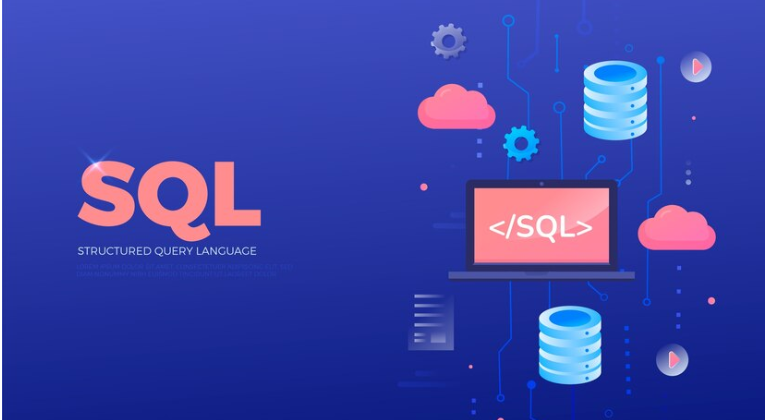 SQL
STRUCTURED QUERY LANGUAGE
</SQL>